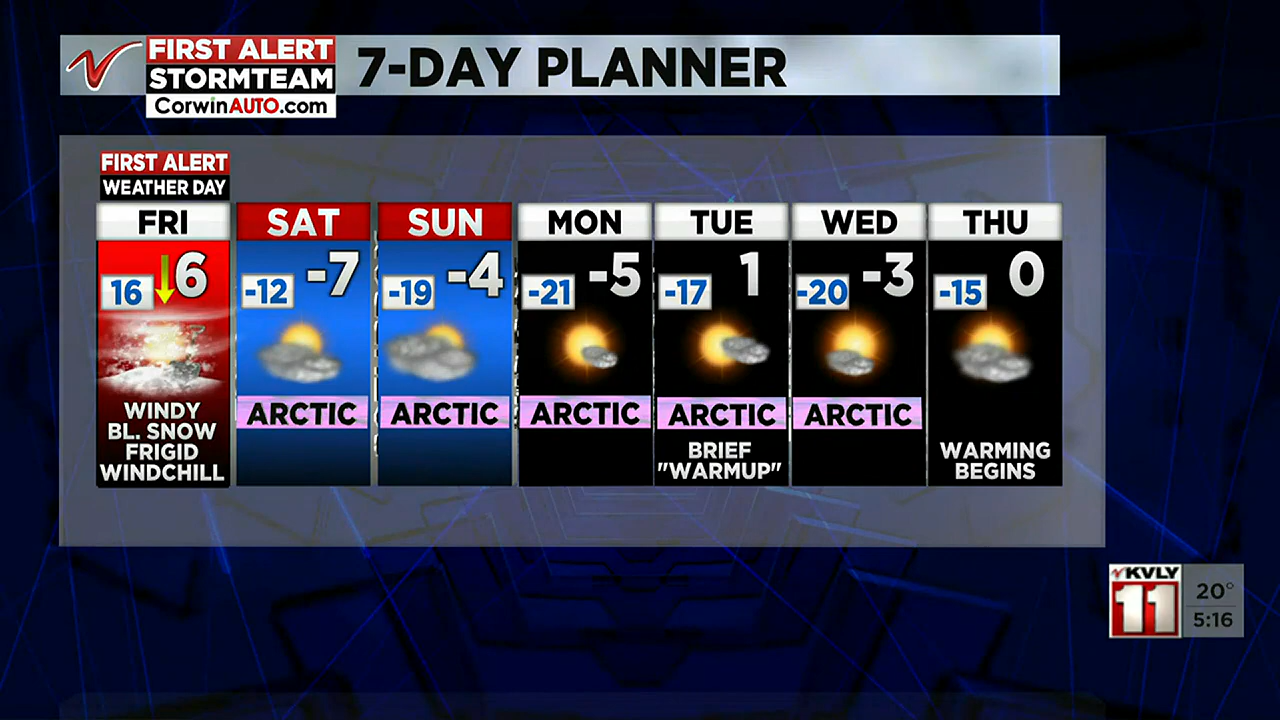 FIRST ALERT
STORMTEAM
CorwinAUTO.com
7-DAY PLANNER
FIRST ALERT
WEATHER DAY
FRI
16
6
WINDY
BL. SNOW
FRIGID
WINDCHILL
SAT
-12
-7
ARCTIC
SUN
-19
-4
ARCTIC
MON
-21
-5
ARCTIC
TUE
-17
1
ARCTIC
BRIEF
"WARMUP"
WED
-20
-3
ARCTIC
THU
-15
0
WARMING
BEGINS
KVLY
11
20°
5:16